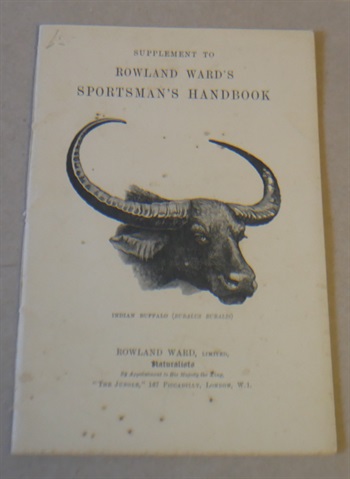 SUPPLEMENT TO
ROWLAND WARD'S
SPORTSMAN'S HANDBOOK
INDIAN BUFFALO (BUBALUS BUBALIS)
ROWLAND WARD, LIMITED,
Naturalists
By Appointment to His Majesty the King,
"THE JUNGLE," 167 PICCADILLY, LONDON, W.1.